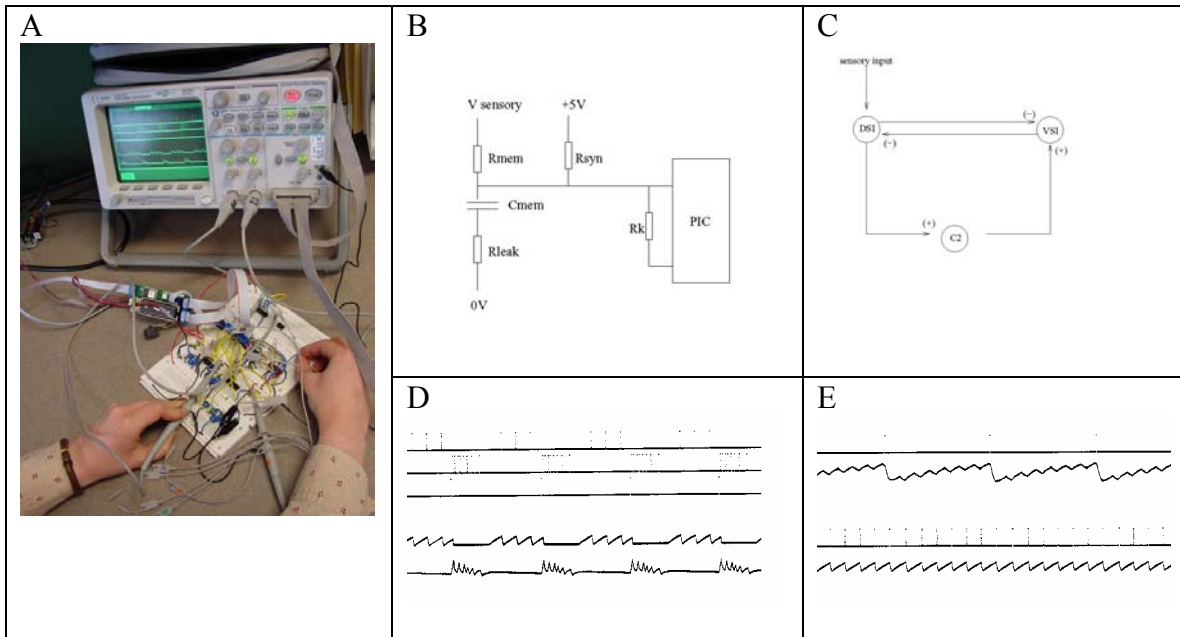 A
B
V sensory
+5V
Rmem
Rsyn
Cmem
Rk
PIC
Rleak
0V
C
sensory input
(−)
DSI
VSI
(−)
(+)
(+)
C2
D
E